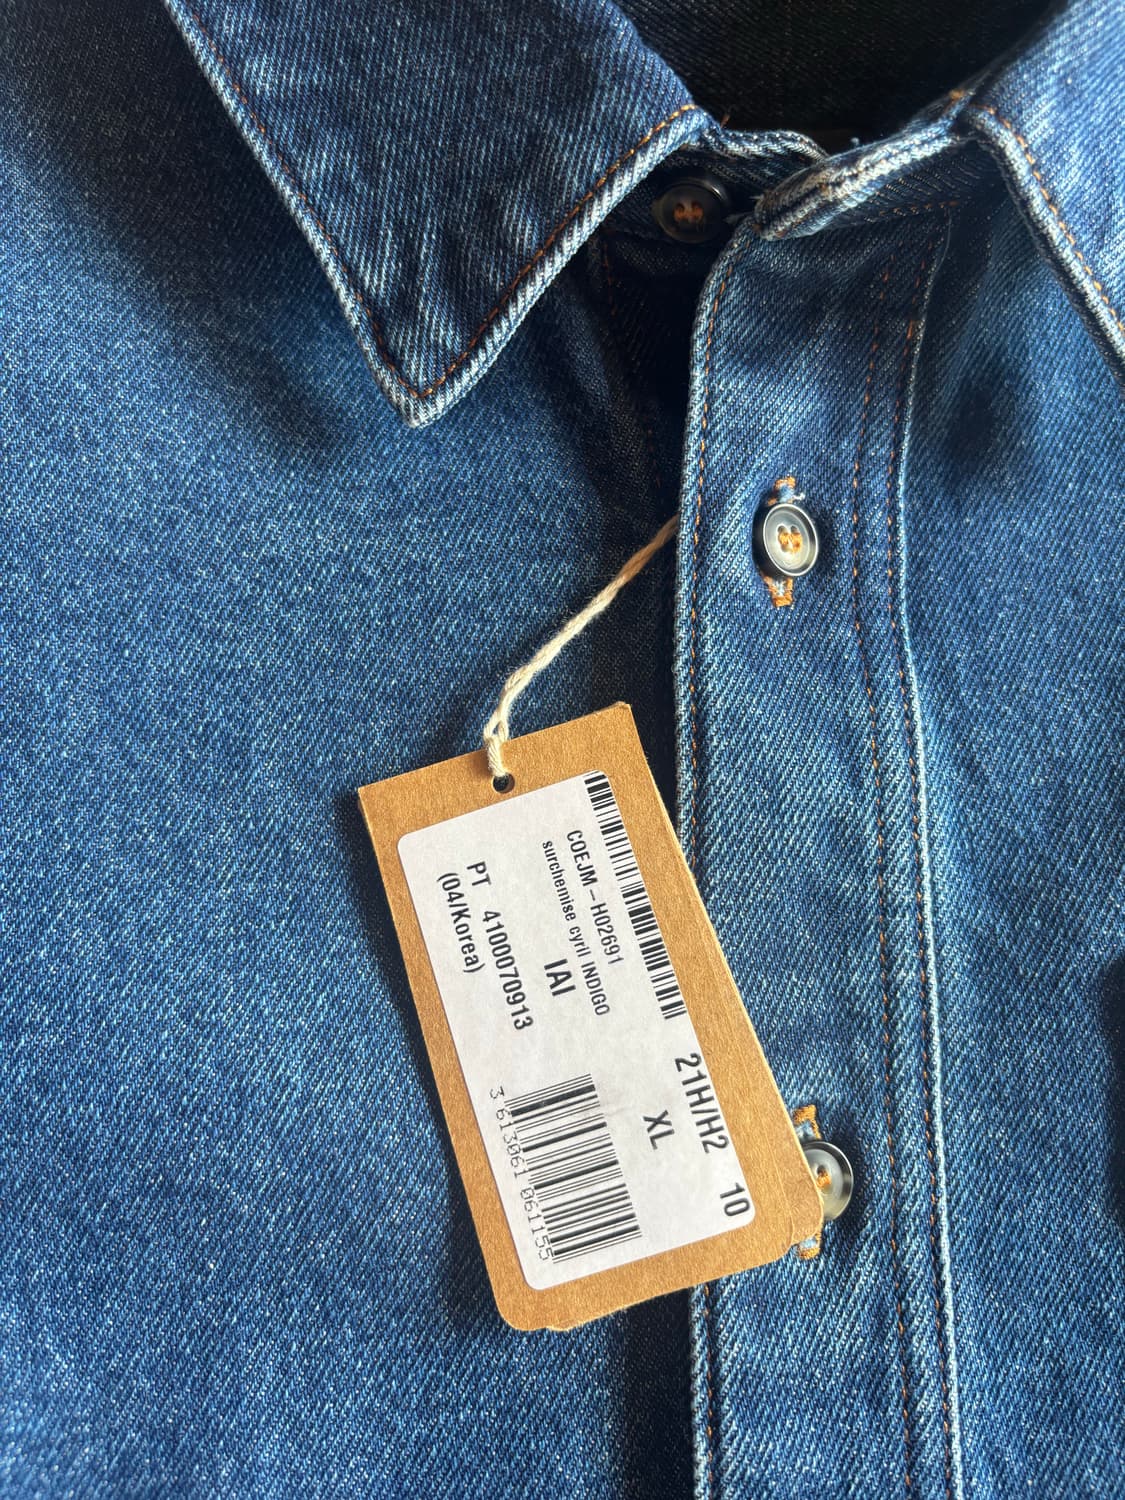 COEJM – H02691
surchemise cyril INDIGO
IAI
PT 4100070913
(04/Korea)
21H/H2 10
XL
3 613061 061155